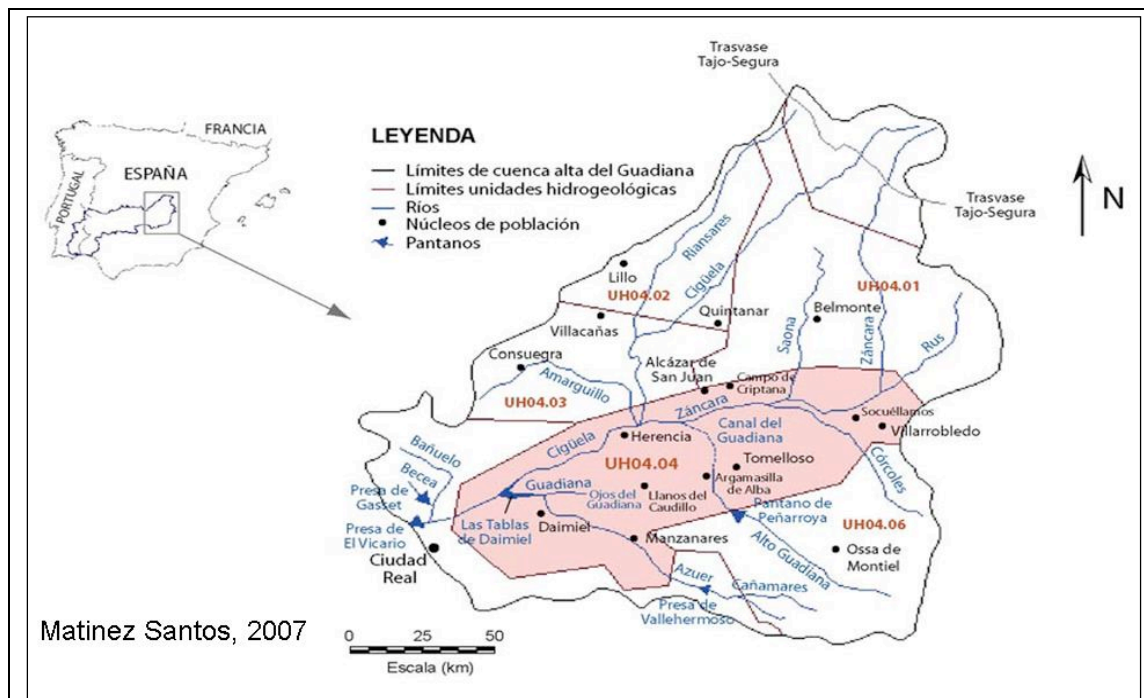 Trasvase
Tajo-Segura
FRANCIA
ESPAÑA
PORTUGAL
LEYENDA
Límites de cuenca alta del Guadiana
Límites unidades hidrogeológicas
Ríos
Núcleos de población
Pantanos
Trasvase
Tajo-Segura
N
Riansares
Cigüela
Lillo
UH04.02
UH04.01
Villacañas
Quintanar
Belmonte
Saona
Záncara
Rus
Consuegra
Amarguillo
Alcázar de
San Juan
Campo de
Criptana
UH04.03
Záncara
Socuéllamos
Villarrobledo
Canal del
Guadiana
Herencia
Cigüela
Bañuelo
Becea
UH04.04
Tomelloso
Córcoles
Argamasilla
de Alba
Presa de
Gasset
Guadiana
Ojos del
Guadiana
Llanos del
Caudillo
Pantano de
Peñarroya
UH04.06
Presa de
El Vicario
Las Tablas
de Daimiel
Daimiel
Manzanares
Alto Guadiana
Ossa de
Montiel
Ciudad
Real
Azuer
Cañamares
Presa de
Vallehermoso
Matinez Santos, 2007
0 25 50
Escala (km)